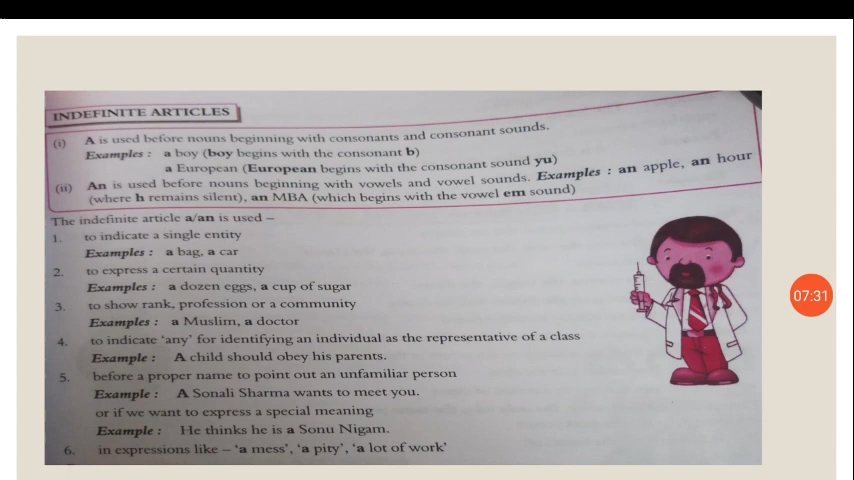 INDEFINITE ARTICLES
(i) A is used before nouns beginning with consonants and consonant sounds.
Examples : a boy (boy begins with the consonant b)
a European (European begins with the consonant sound yu)
(ii) An is used before nouns beginning with vowels and vowel sounds. Examples : an apple, an hour
(where h remains silent), an MBA (which begins with the vowel em sound)
The indefinite article a/an is used –
1. to indicate a single entity
Examples : a bag, a car
2. to express a certain quantity
Examples : a dozen eggs, a cup of sugar
3. to show rank, profession or a community
Examples : a Muslim, a doctor
4. to indicate 'any' for identifying an individual as the representative of a class
Example : A child should obey his parents.
5. before a proper name to point out an unfamiliar person
Example : A Sonali Sharma wants to meet you.
or if we want to express a special meaning
Example : He thinks he is a Sonu Nigam.
6. in expressions like – 'a mess', 'a pity', 'a lot of work'
07:31